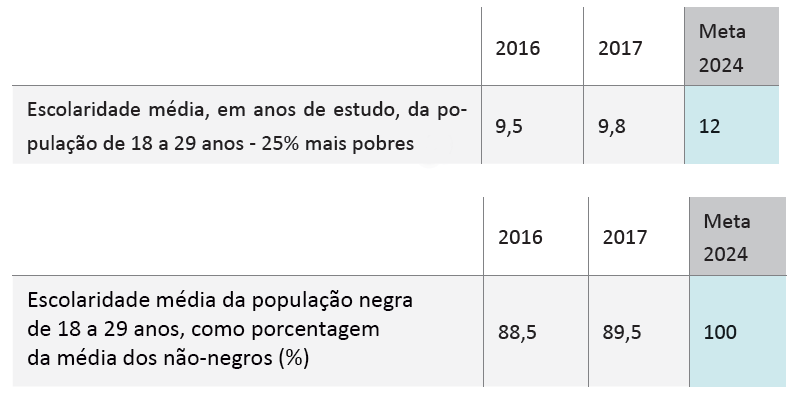 2016 2017 Meta
2024
Escolaridade média, em anos de estudo, da po-
pulação de 18 a 29 anos - 25% mais pobres
9,5 9,8 12
2016 2017 Meta
2024
Escolaridade média da população negra
de 18 a 29 anos, como porcentagem
da média dos não-negros (%)
88,5 89,5 100